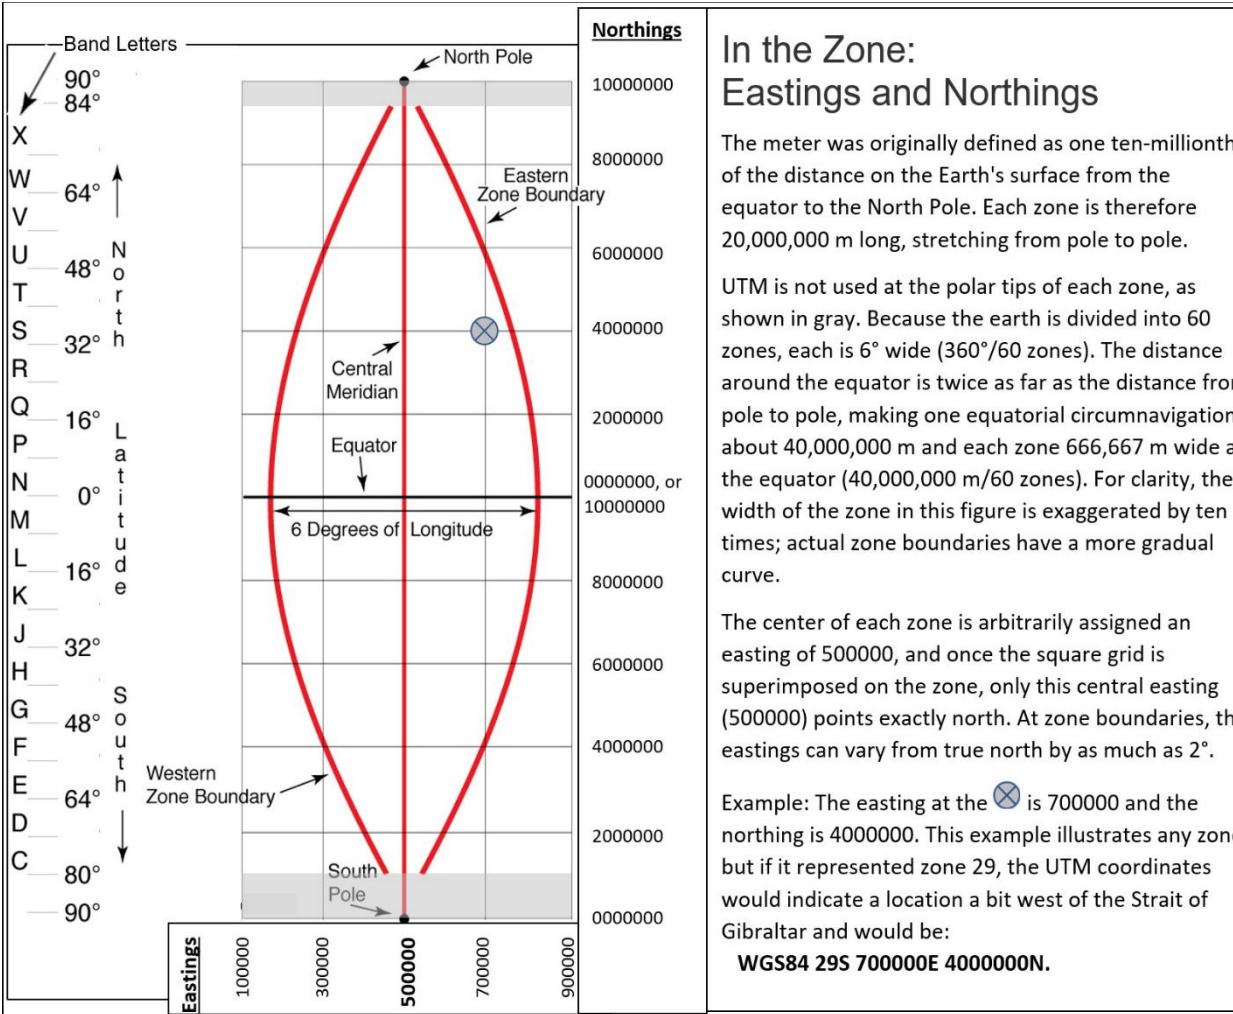 Band Letters
90°
84°
X
W
64°
V
U
48°
T
S
32°
R
Q
16°
P
N
0°
M
L
16°
K
J
32°
H
G
48°
F
E
64°
D
C
80°
90°
North
Latitude
South
North Pole
Eastern
Zone Boundary
Central
Meridian
Equator
6 Degrees of Longitude
Western
Zone Boundary
South
Pole
Northings
10000000
8000000
6000000
4000000
2000000
0000000, or
10000000
8000000
6000000
4000000
2000000
0000000
Eastings
100000
300000
500000
700000
900000
In the Zone:
Eastings and Northings
The meter was originally defined as one ten-millionth
of the distance on the Earth's surface from the
equator to the North Pole. Each zone is therefore
20,000,000 m long, stretching from pole to pole.
UTM is not used at the polar tips of each zone, as
shown in gray. Because the earth is divided into 60
zones, each is 6° wide (360°/60 zones). The distance
around the equator is twice as far as the distance
pole to pole, making one equatorial circumnavigation
about 40,000,000 m and each zone 666,667 m wide
the equator (40,000,000 m/60 zones). For clarity, the
width of the zone in this figure is exaggerated by ten
times; actual zone boundaries have a more gradual
curve.
The center of each zone is arbitrarily assigned an
easting of 500000, and once the square grid is
superimposed on the zone, only this central easting
(500000) points exactly north. At zone boundaries,
eastings can vary from true north by as much as 2°.
Example: The easting at the is 700000 and the
northing is 4000000. This example illustrates any
but if it represented zone 29, the UTM coordinates
would indicate a location a bit west of the Strait of
Gibraltar and would be:
WGS84 29S 700000E 4000000N.